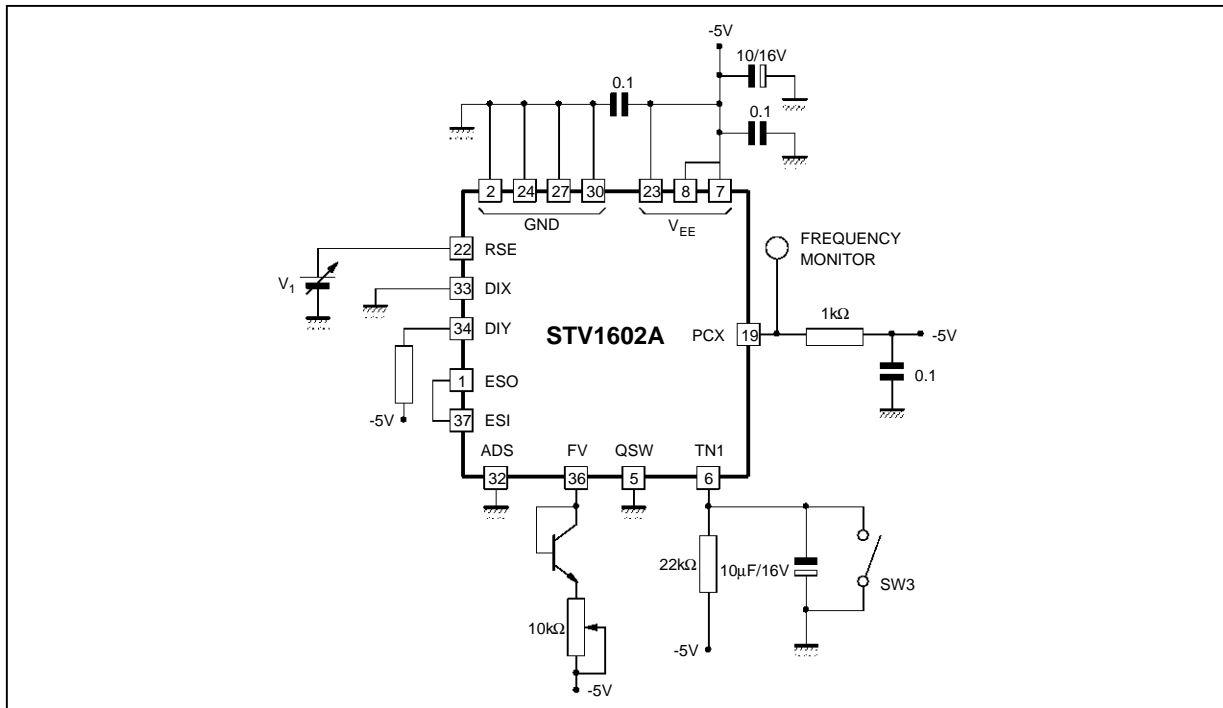 -5V
10/16V
0.1
0.1
2 24 27 30 23 8 7
GND
VEE
22 RSE
V1
33 DIX
34 DIY
-5V
1 ESO
37 ESI
STV1602A
FREQUENCY
MONITOR
PCX 19
1kΩ
-5V
0.1
ADS FV QSW TN1
32 36 5 6
10kΩ
-5V
22kΩ
10µF/16V
SW3
-5V